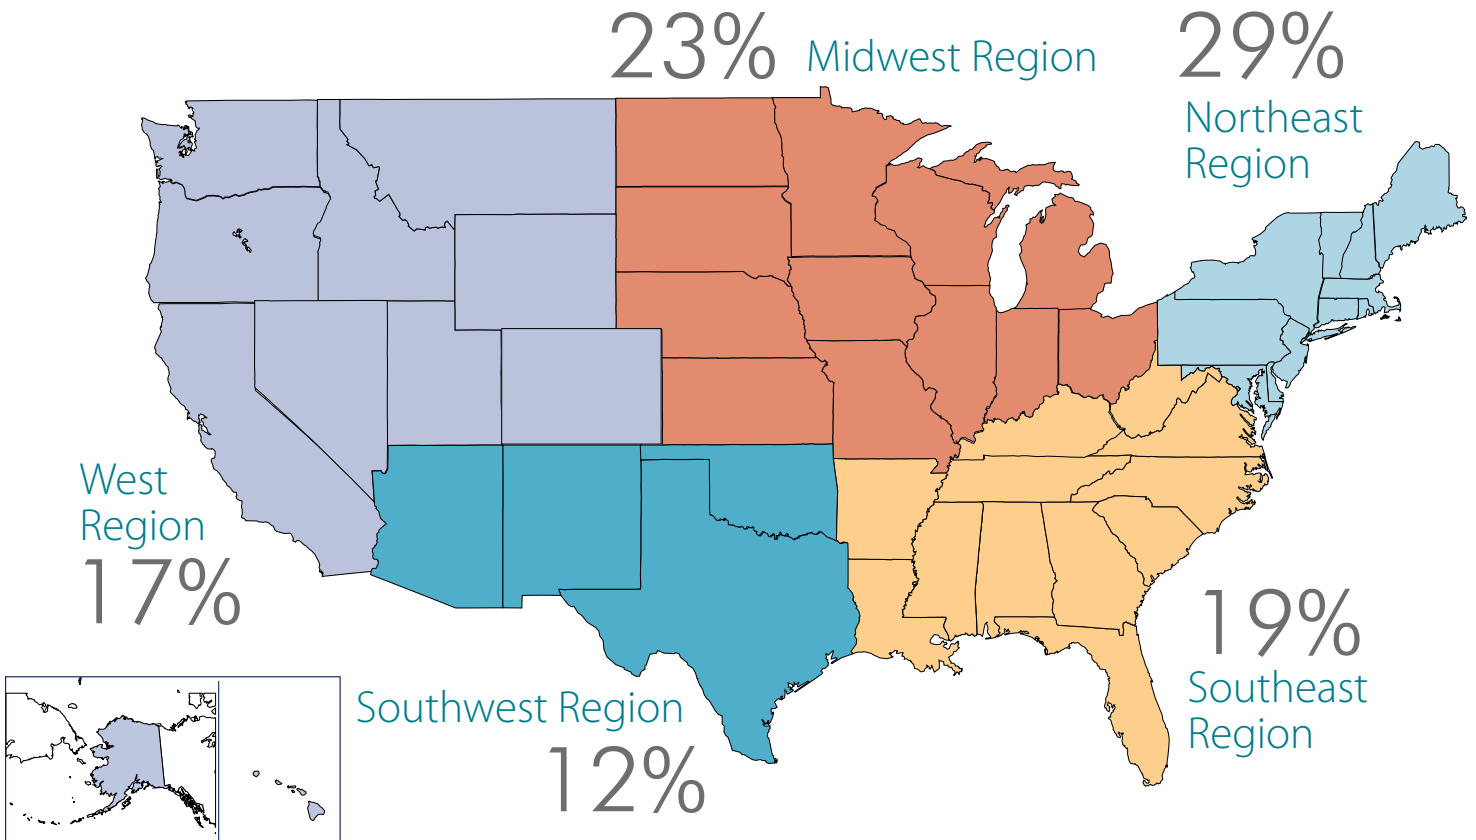 23%
Midwest Region
29%
Northeast
Region
West
Region
17%
Southwest Region
12%
19%
Southeast
Region